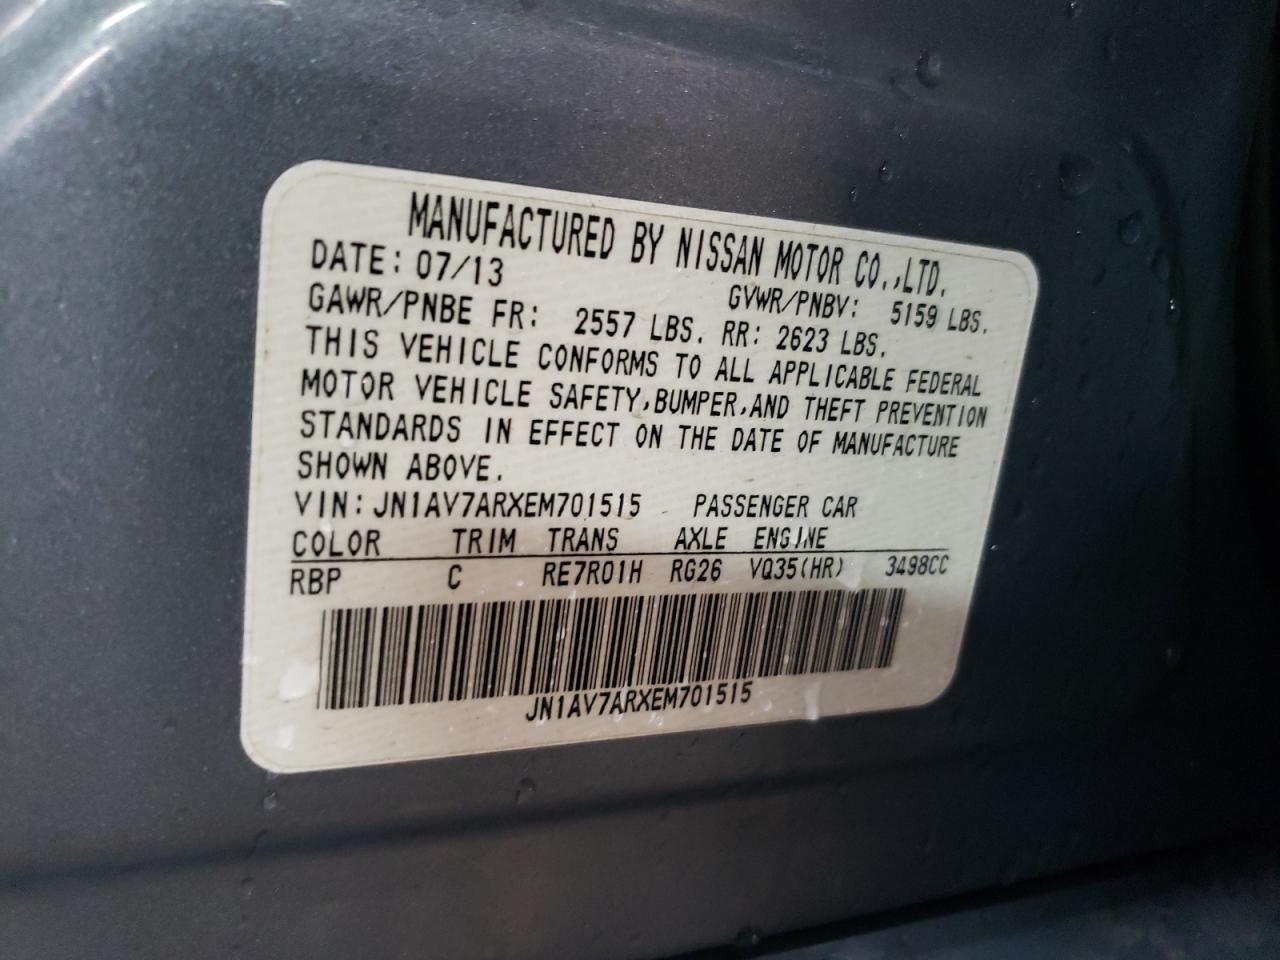 MANUFACTURED BY NISSAN MOTOR CO.,LTD.
DATE: 07/13 GVWR/PNBV: 5159 LBS.
GAWR/PNBE FR: 2557 LBS. RR: 2623 LBS.
THIS VEHICLE CONFORMS TO ALL APPLICABLE FEDERAL
MOTOR VEHICLE SAFETY,BUMPER,AND THEFT PREVENTION
STANDARDS IN EFFECT ON THE DATE OF MANUFACTURE
SHOWN ABOVE.
VIN:JN1AV7ARXEM701515 PASSENGER CAR
COLOR TRIM TRANS AXLE ENGINE
RBP C RE7R01H RG26 VQ35(HR) 3498CC
JN1AV7ARXEM701515